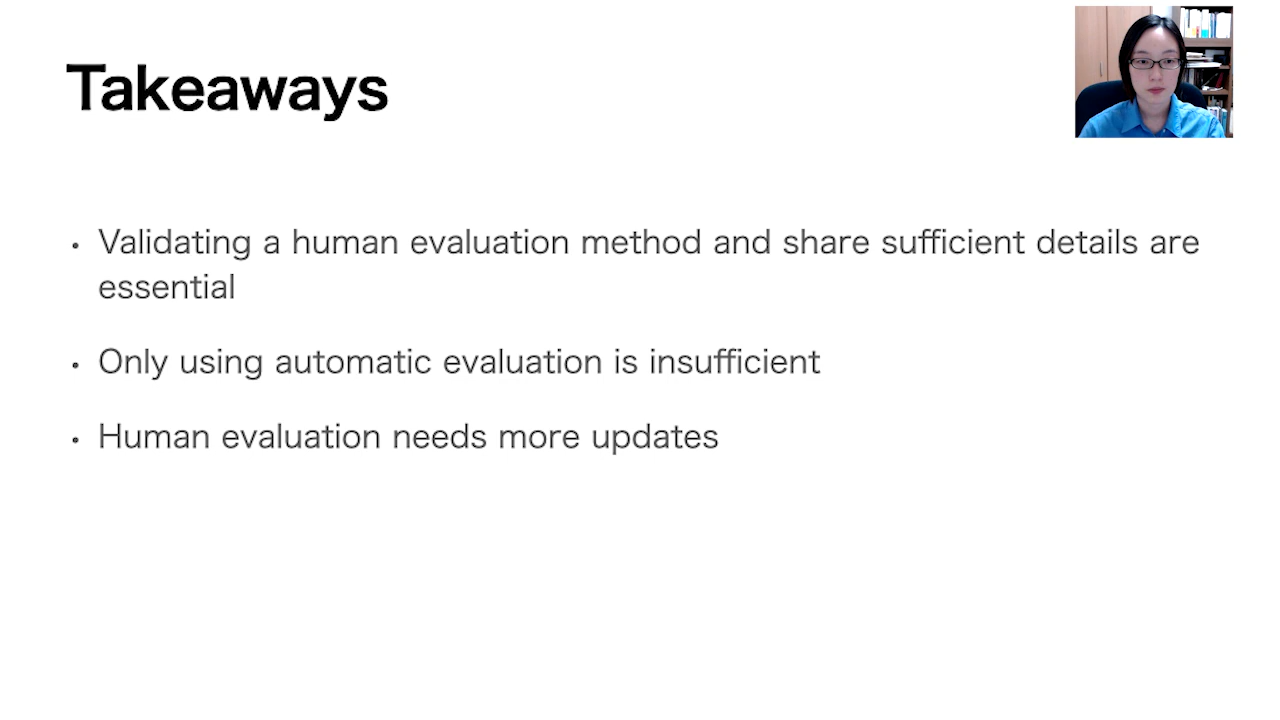 Takeaways
• Validating a human evaluation method and share sufficient details are
essential
• Only using automatic evaluation is insufficient
• Human evaluation needs more updates